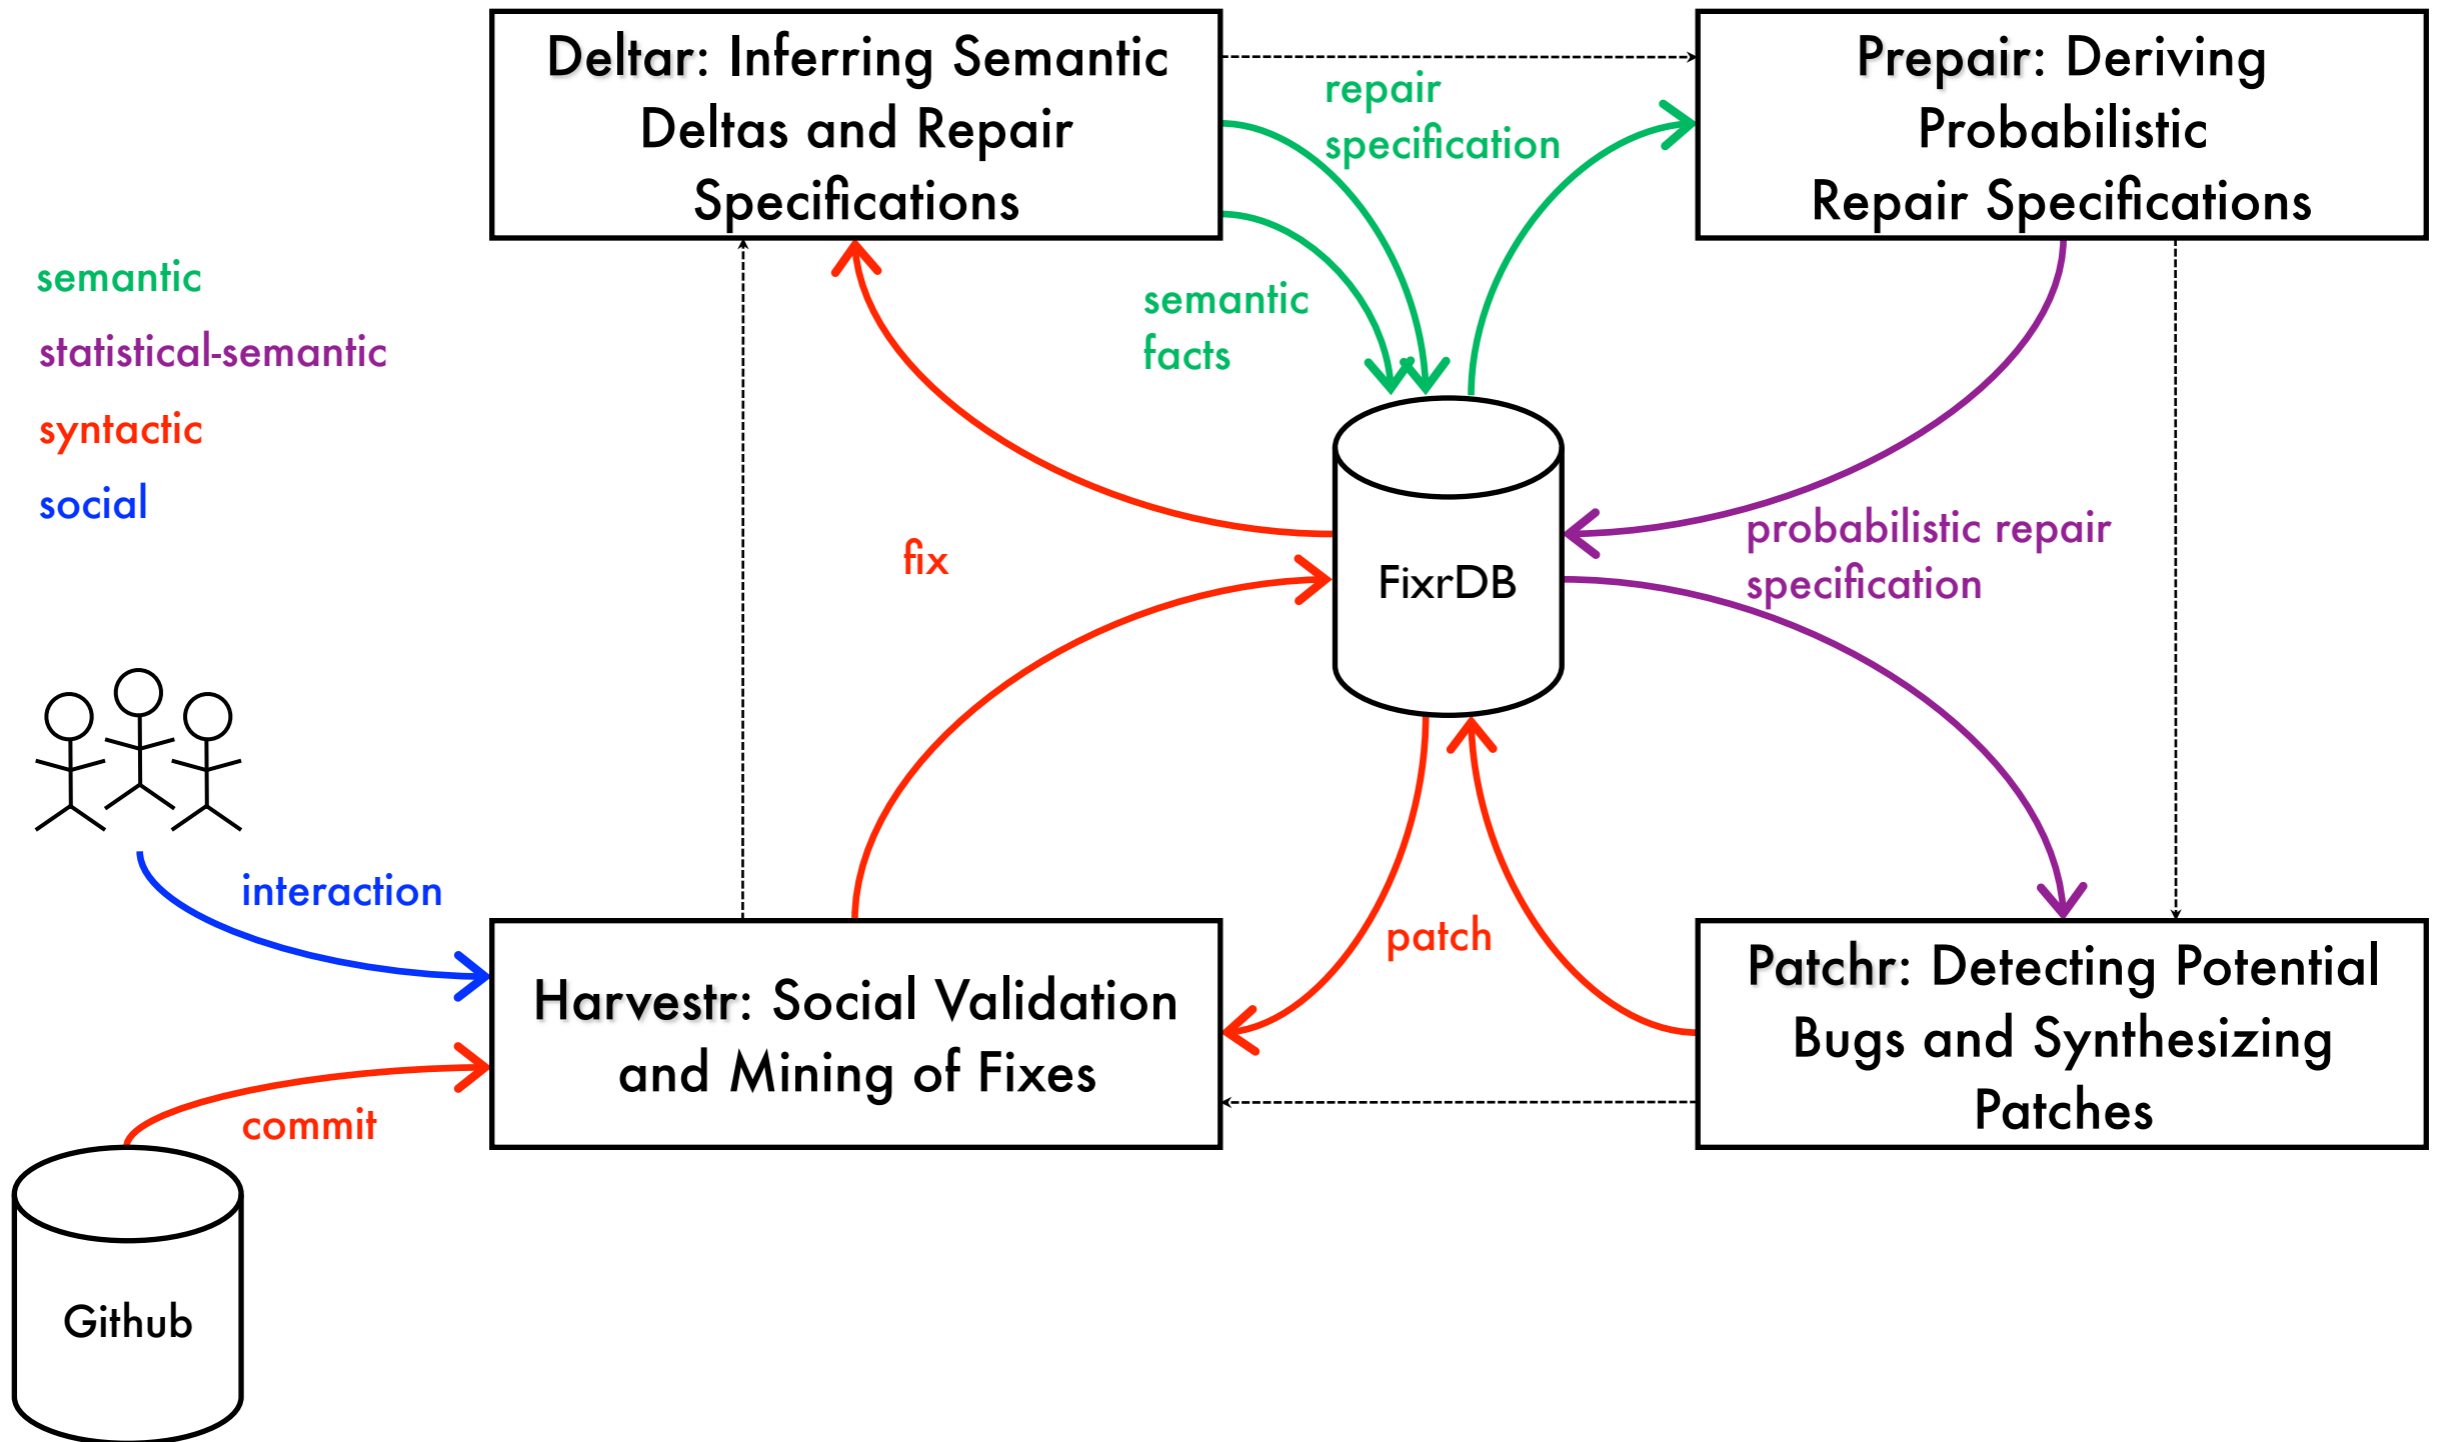 Deltar: Inferring Semantic
Deltas and Repair
Specifications
Prepair: Deriving
Probabilistic
Repair Specifications
repair
specification
semantic
facts
semantic
statistical-semantic
syntactic
social
fix
FixrDB
probabilistic repair
specification
interaction
commit
patch
Harvestr: Social Validation
and Mining of Fixes
Patchr: Detecting Potential
Bugs and Synthesizing
Patches
Github